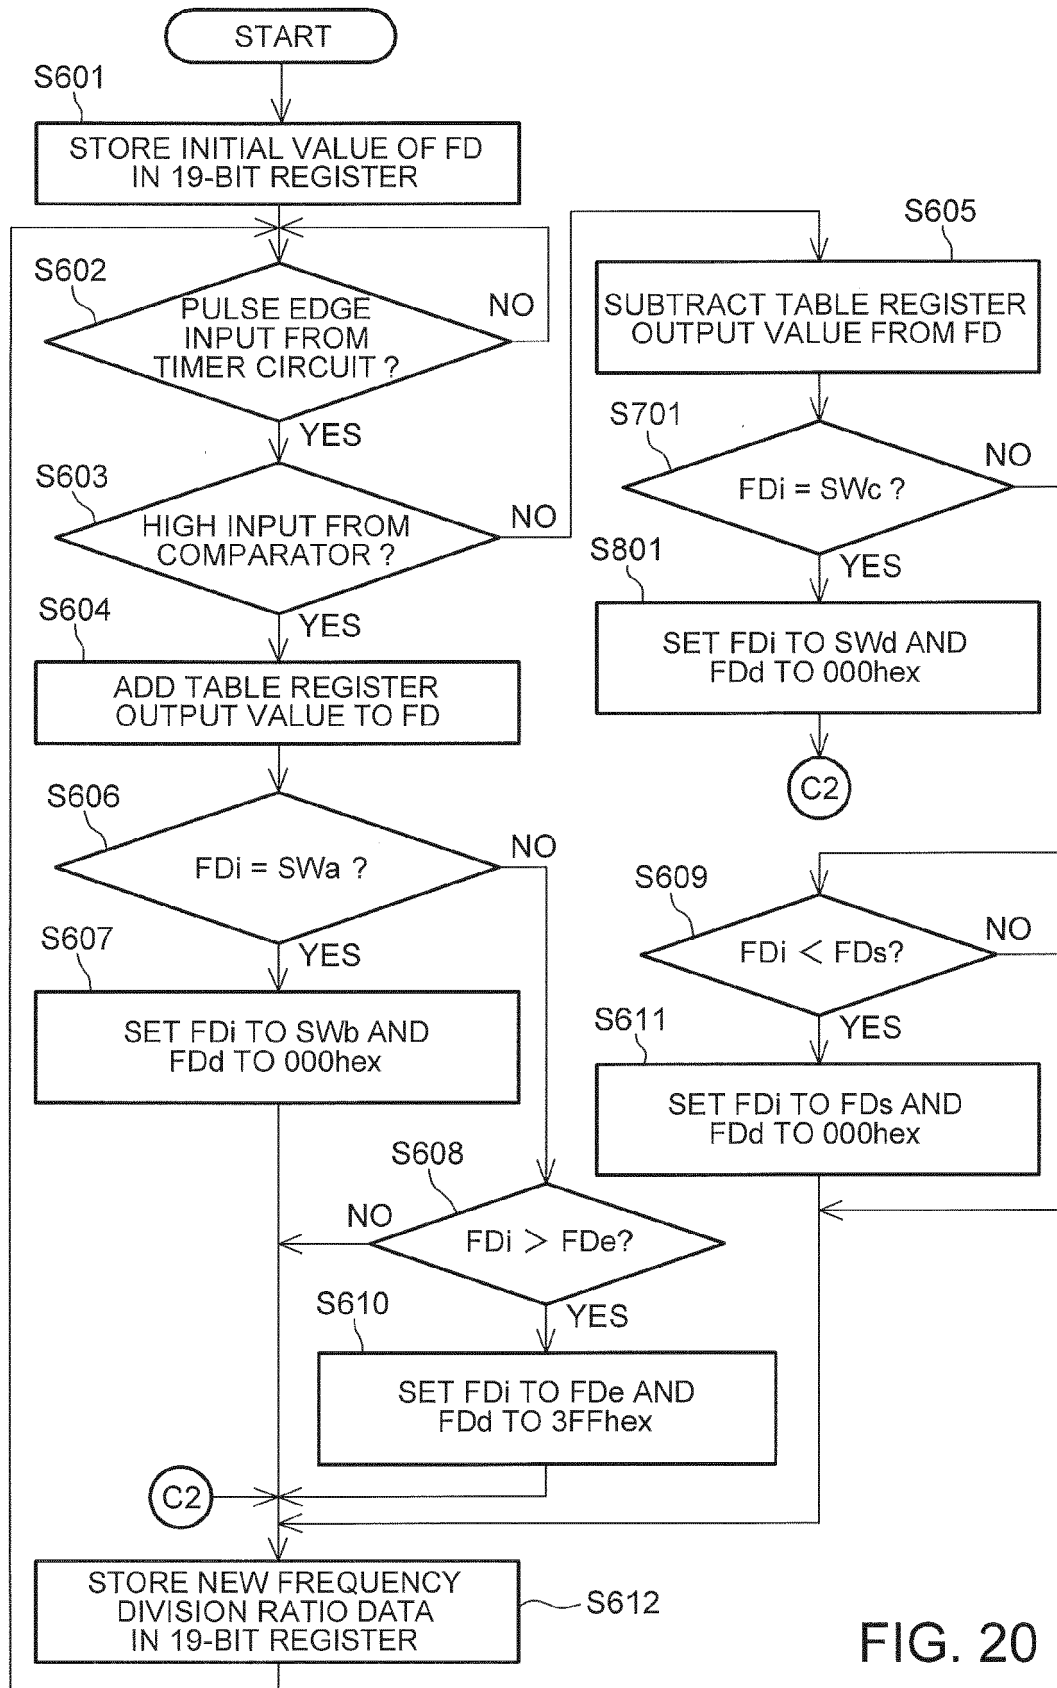 START
S601
STORE INITIAL VALUE OF FD
IN 19-BIT REGISTER
S602
PULSE EDGE
INPUT FROM
TIMER CIRCUIT ?
NO
YES
S603
HIGH INPUT FROM
COMPARATOR ?
NO
YES
S604
ADD TABLE REGISTER
OUTPUT VALUE TO FD
S606
FDi = SWa ?
NO
YES
S607
SET FDi TO SWb AND
FDd TO 000hex
S608
NO
FDi > FDe?
YES
S610
SET FDi TO FDe AND
FDd TO 3FFhex
C2
STORE NEW FREQUENCY
DIVISION RATIO DATA
IN 19-BIT REGISTER
S612
S605
SUBTRACT TABLE REGISTER
OUTPUT VALUE FROM FD
S701
FDi = SWc ?
NO
YES
S801
SET FDi TO SWd AND
FDd TO 000hex
C2
S609
FDi < FDs?
NO
YES
S611
SET FDi TO FDs AND
FDd TO 000hex
FIG. 20